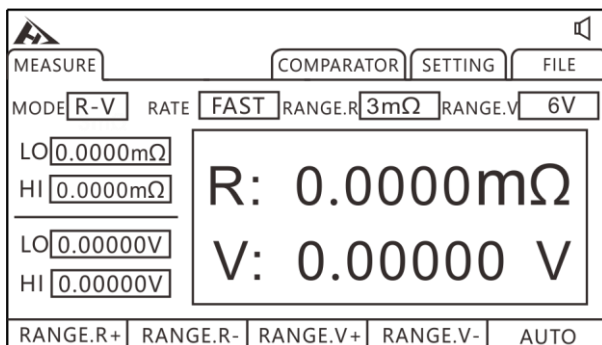 MEASURE COMPARATOR SETTING FILE
MODE R-V RATE FAST RANGE.R 3mΩ RANGE.V 6V
LO 0.0000mΩ
HI 0.0000mΩ
R: 0.0000mΩ
LO 0.00000V
HI 0.00000V
V: 0.00000 V
RANGE.R+ RANGE.R- RANGE.V+ RANGE.V- AUTO